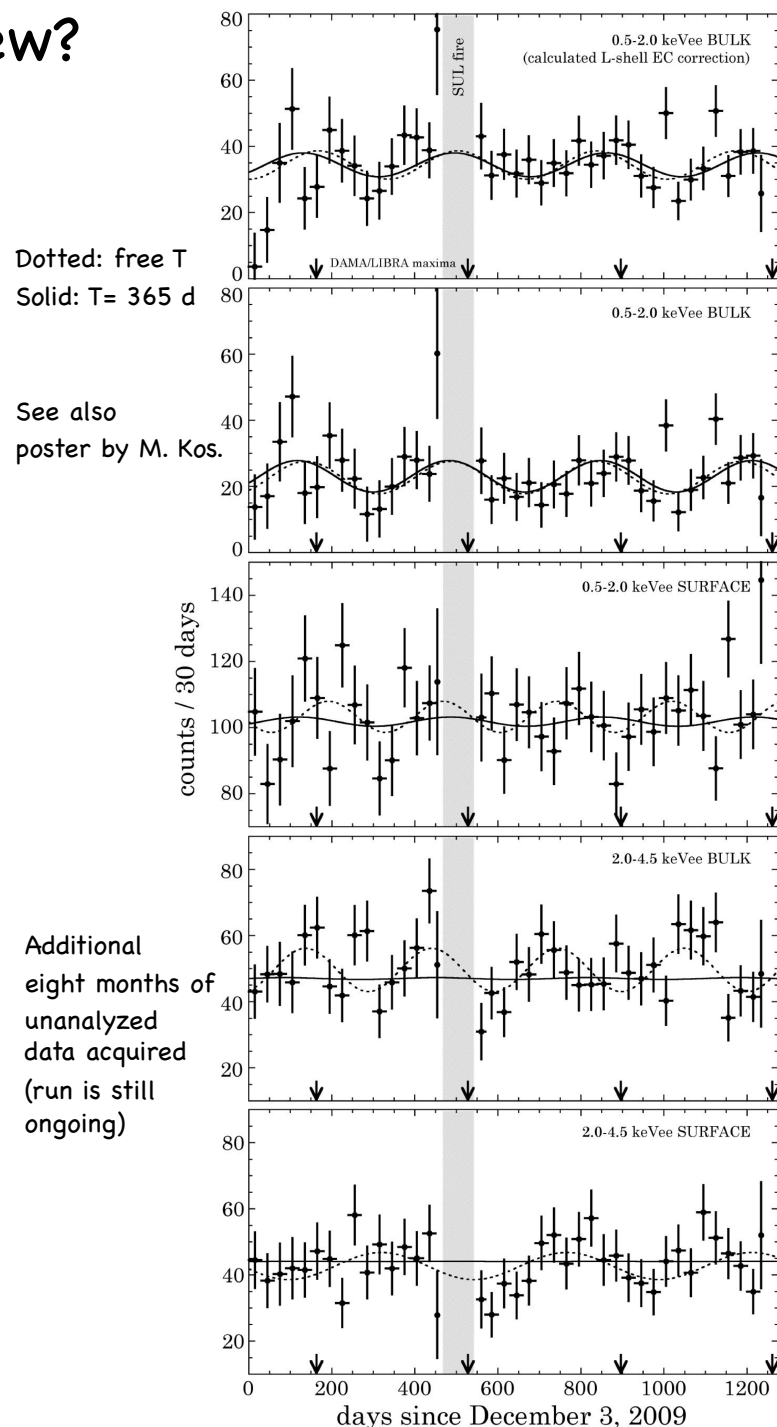 ew?
80
0.5-2.0 keVee BULK
(calculated L-shell EC correction)
SUL fire
60
40
20
DAMA/LIBRA maxima
0
Dotted: free T
Solid: T= 365 d
80
0.5-2.0 keVee BULK
60
See also
poster by M. Kos.
40
20
0
0.5-2.0 keVee SURFACE
140
120
100
80
counts / 30 days
2.0-4.5 keVee BULK
80
60
40
20
Additional
eight months of
unanalyzed
data acquired
(run is still
ongoing)
2.0-4.5 keVee SURFACE
80
60
40
20
0 200 400 600 800 1000 1200
days since December 3, 2009